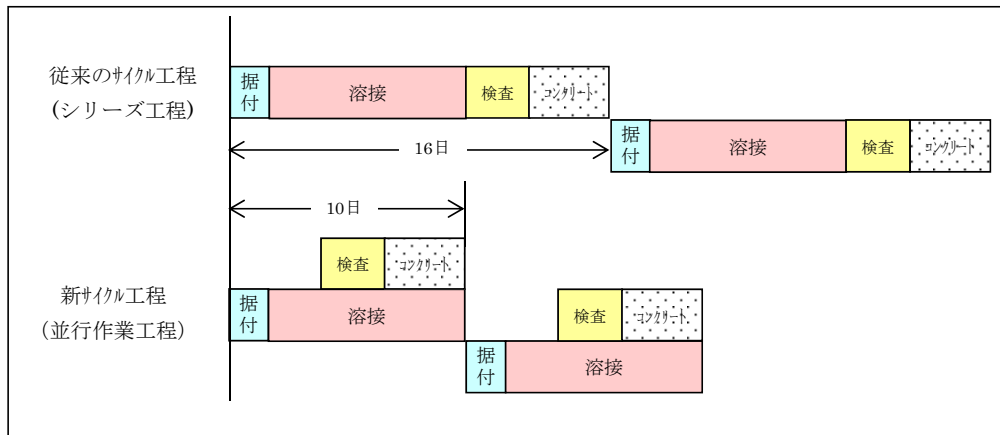 従来のｻｲｸﾙ工程
(シリーズ工程)
据付
溶接
検査
ｺﾝｸﾘｰﾄ
16日
据付
溶接
検査
ｺﾝｸﾘｰﾄ
10日
検査
ｺﾝｸﾘｰﾄ
新ｻｲｸﾙ工程
(並行作業工程)
据付
溶接
検査
ｺﾝｸﾘｰﾄ
据付
溶接